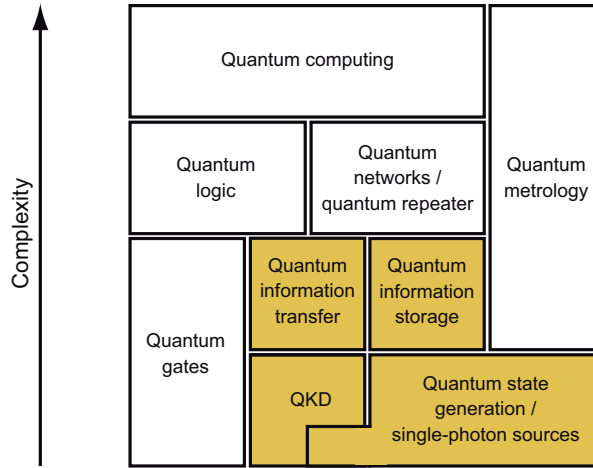 Complexity
Quantum computing
Quantum
logic
Quantum
networks /
quantum repeater
Quantum
metrology
Quantum
gates
Quantum
information
transfer
Quantum
information
storage
QKD
Quantum state
generation /
single-photon sources